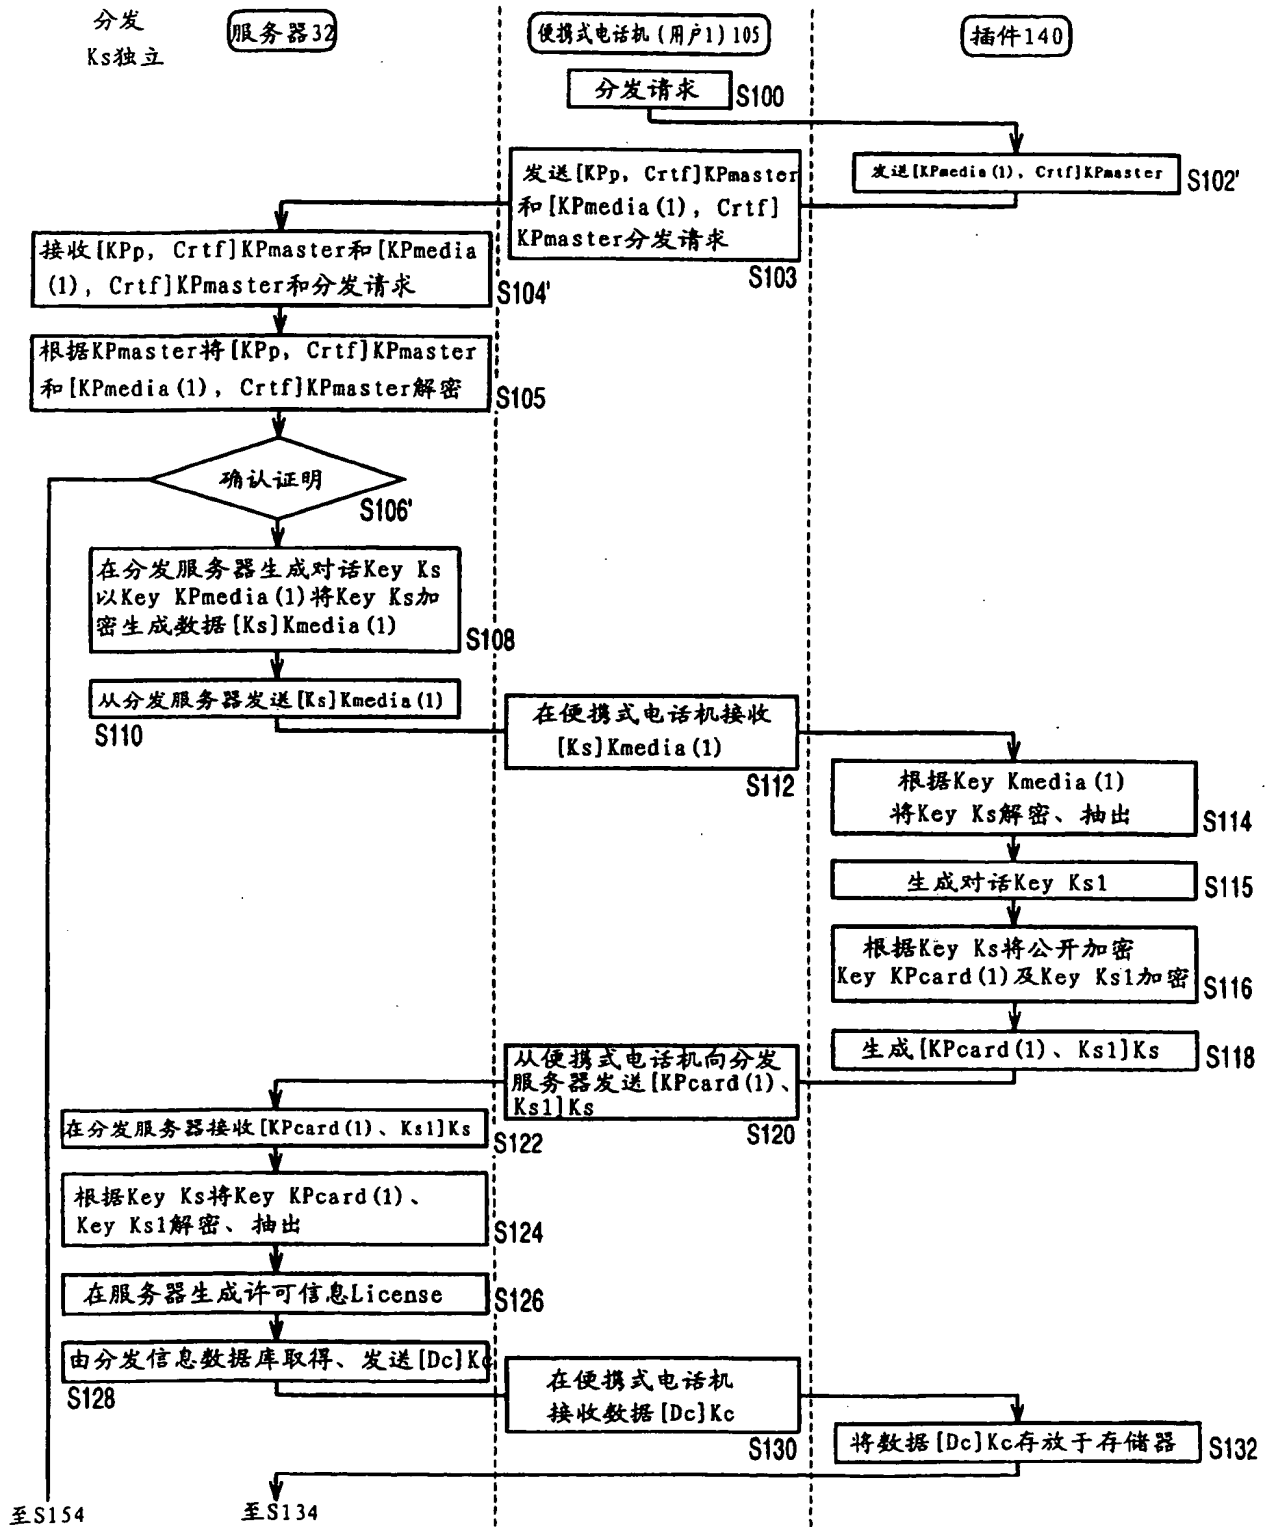 分发
Ks独立
服务器32
便携式电话机(用户1)105
插件140
分发请求
S100
发送[KPmedia(1), Crtf]KPmaster
S102'
发送[KPp, Crtf]KPmaster
和[KPmedia(1), Crtf]
KPmaster分发请求
S103
接收[KPp, Crtf]KPmaster和[KPmedia
(1), Crtf]KPmaster和分发请求
S104'
根据KPmaster将[KPp, Crtf]KPmaster
和[KPmedia(1), Crtf]KPmaster解密
S105
确认证明
S106'
在分发服务器生成对话Key Ks
以Key KPmedia(1)将Key Ks加
密生成数据[Ks]Kmedia(1)
S108
从分发服务器发送[Ks]Kmedia(1)
S110
在便携式电话机接收
[Ks]Kmedia(1)
S112
根据Key Kmedia(1)
将Key Ks解密、抽出
S114
生成对话Key Ks1
S115
根据Key Ks将公开加密
Key KPcard(1)及Key Ks1加密
S116
生成[KPcard(1)、Ks1]Ks
S118
从便携式电话机向分发
服务器发送[KPcard(1)、
Ks1]Ks
S120
在分发服务器接收[KPcard(1)、Ks1]Ks
S122
根据Key Ks将Key KPcard(1)、
Key Ks1解密、抽出
S124
在服务器生成许可信息License
S126
由分发信息数据库取得、发送[Dc]Kc
S128
在便携式电话机
接收数据[Dc]Kc
S130
将数据[Dc]Kc存放于存储器
S132
至S154
至S134